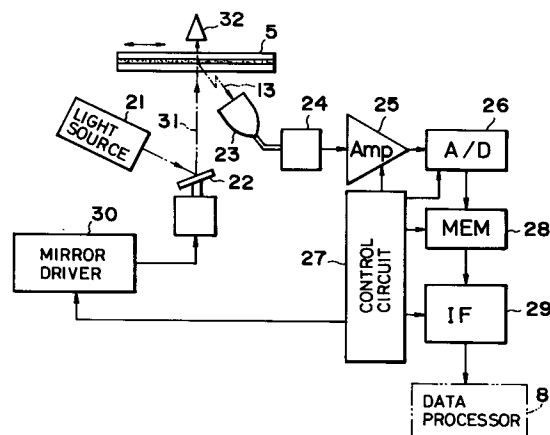 32
5
13
21
LIGHT
SOURCE
31
23
24
25
Amp
26
A/D
22
30
MIRROR
DRIVER
27
CONTROL
CIRCUIT
MEM
28
IF
29
DATA
PROCESSOR
8